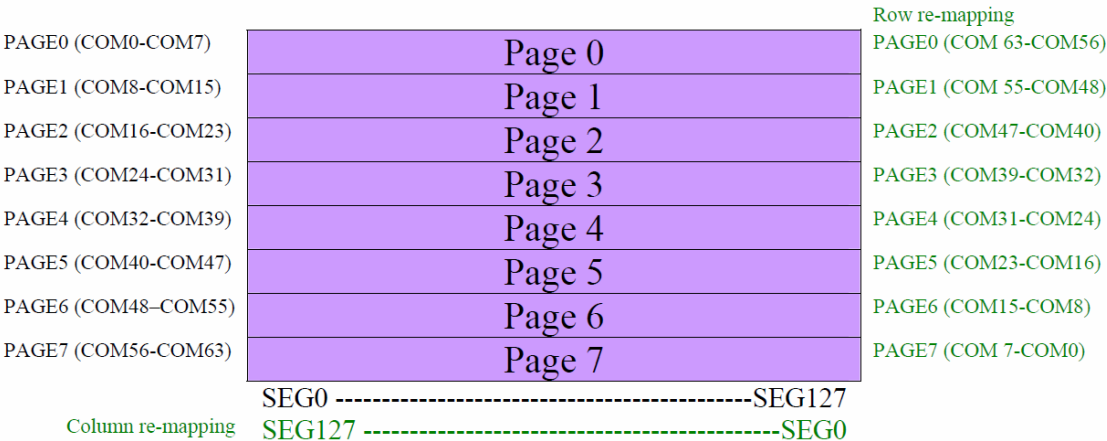 Row re-mapping
PAGE0 (COM0-COM7) Page 0 PAGE0 (COM 63-COM56)
PAGE1 (COM8-COM15) Page 1 PAGE1 (COM 55-COM48)
PAGE2 (COM16-COM23) Page 2 PAGE2 (COM47-COM40)
PAGE3 (COM24-COM31) Page 3 PAGE3 (COM39-COM32)
PAGE4 (COM32-COM39) Page 4 PAGE4 (COM31-COM24)
PAGE5 (COM40-COM47) Page 5 PAGE5 (COM23-COM16)
PAGE6 (COM48–COM55) Page 6 PAGE6 (COM15-COM8)
PAGE7 (COM56-COM63) Page 7 PAGE7 (COM 7-COM0)
SEG0 ---------------------------------------------SEG127
Column re-mapping SEG127 ---------------------------------------------SEG0